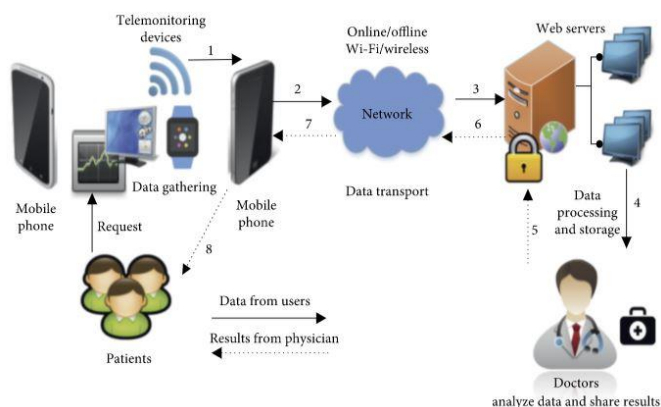 Telemonitoring
devices
1
Online/offline
Wi-Fi/wireless
Web servers
2
3
Network
7
6
Data gathering
Mobile
phone
Mobile
phone
Data transport
Request
8
Data
processing
and storage
4
5
Data from users
Results from physician
Patients
Doctors
analyze data and share results